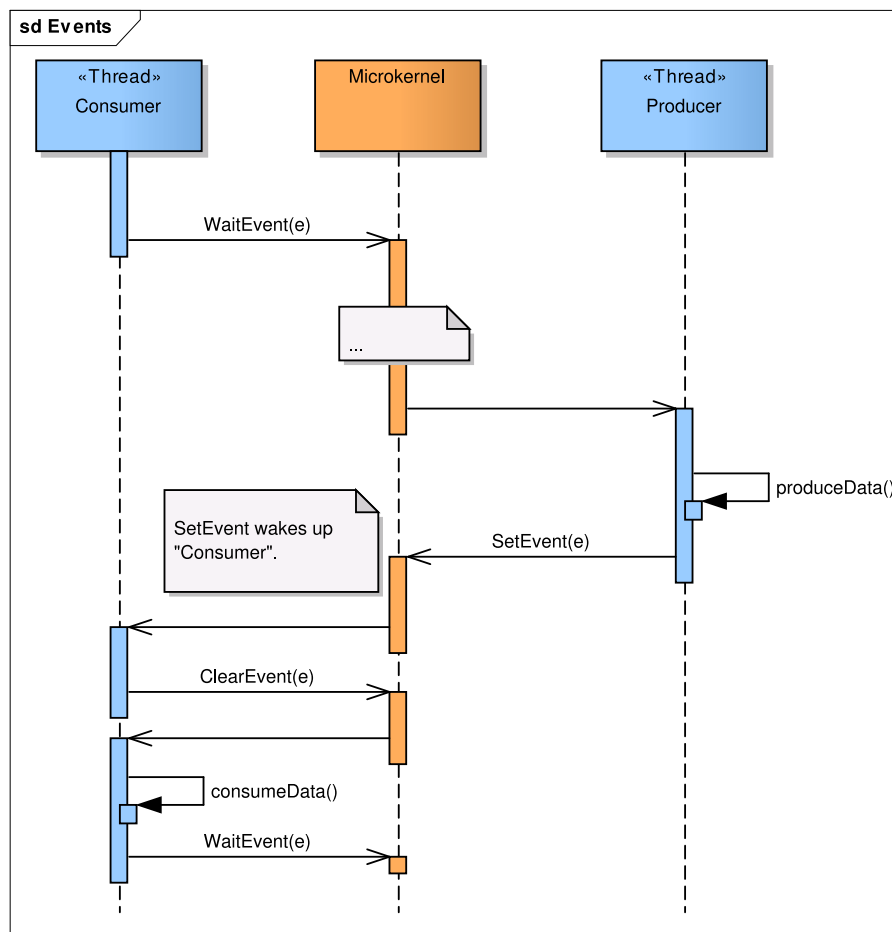 sd Events
«Thread»
Consumer
Microkernel
«Thread»
Producer
WaitEvent(e)
...
produceData()
SetEvent wakes up
"Consumer".
SetEvent(e)
ClearEvent(e)
consumeData()
WaitEvent(e)